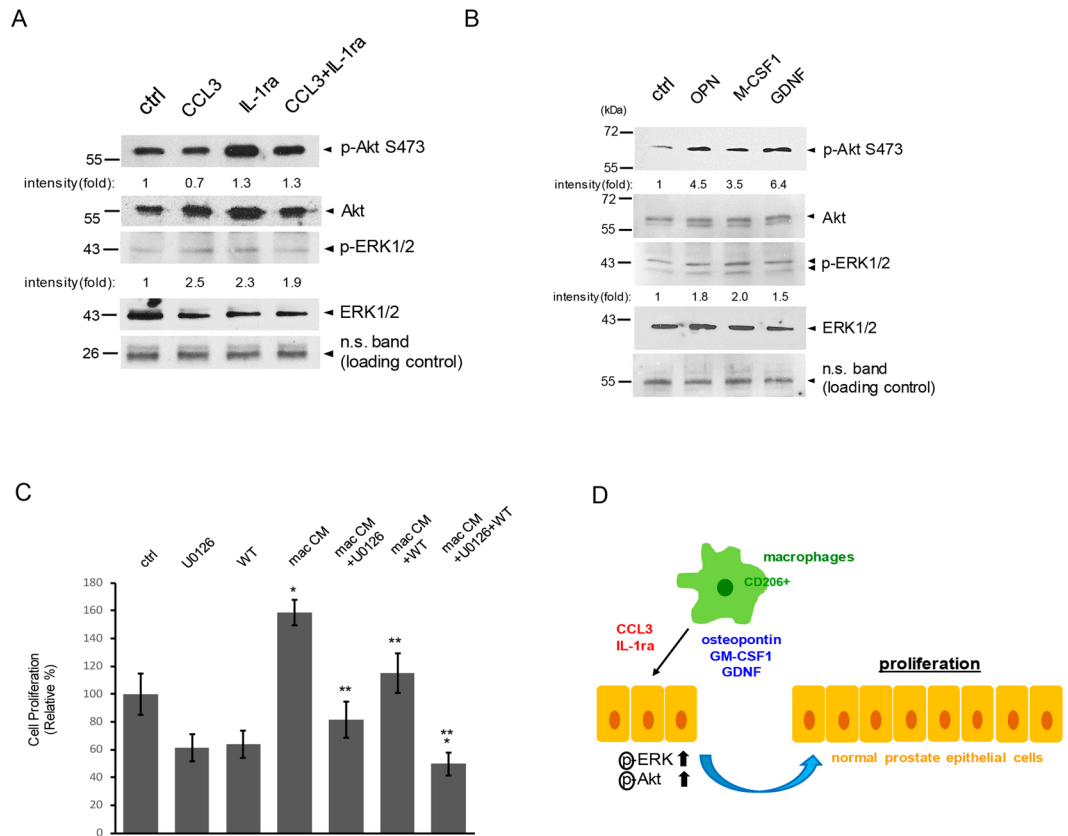 A
ctrl
CCL3
IL-1ra
CCL3+IL-1ra
55
p-Akt S473
intensity(fold): 1 0.7 1.3 1.3
55
Akt
43
p-ERK1/2
intensity(fold): 1 2.5 2.3 1.9
43
ERK1/2
26
n.s. band
(loading control)
B
(kDa)
ctrl
OPN
M-CSF1
GDNF
72
55
p-Akt S473
intensity(fold): 1 4.5 3.5 6.4
72
55
Akt
43
p-ERK1/2
intensity(fold): 1 1.8 2.0 1.5
43
ERK1/2
55
n.s. band
(loading control)
C
ctrl
U0126
WT
mac CM
mac CM
+U0126
mac CM
+WT
mac CM
+U0126+WT
Cell Proliferation
(Relative %)
180
160
140
120
100
80
60
40
20
0
*
**
**
**
*
D
macrophages
CD206+
CCL3
IL-1ra
osteopontin
GM-CSF1
GDNF
proliferation
p-ERK
p-Akt
normal prostate epithelial cells